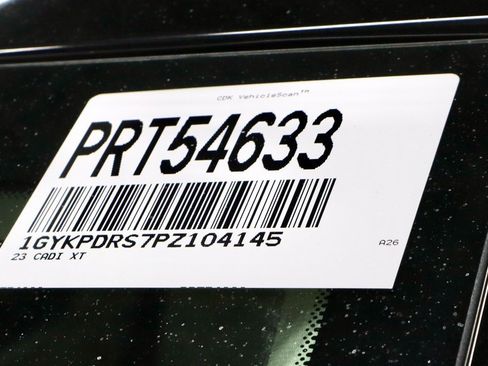 CDK VehicleScan™
PRT54633
1GYKPDRS7PZ104145
23 CADI XT
A26